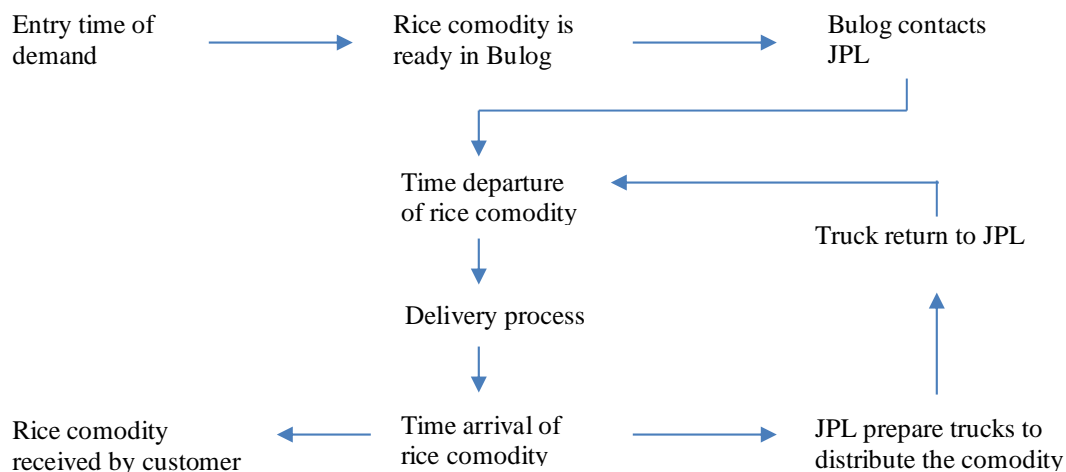 Entry time of
demand
Rice comodity is
ready in Bulog
Bulog contacts
JPL
Time departure
of rice comodity
Truck return to JPL
Delivery process
Rice comodity
received by customer
Time arrival of
rice comodity
JPL prepare trucks to
distribute the comodity